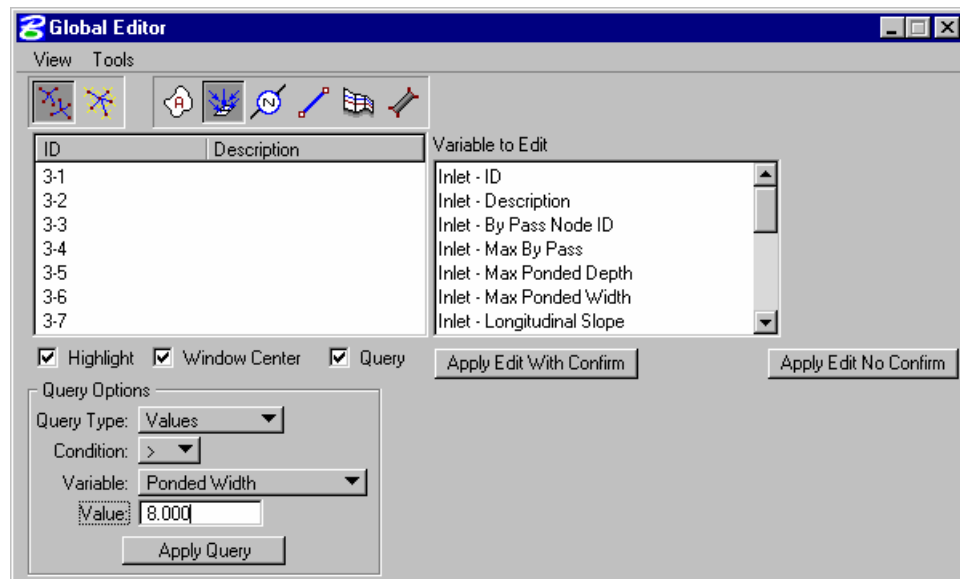 Global Editor
View Tools
A
N
ID Description
3-1
3-2
3-3
3-4
3-5
3-6
3-7
Variable to Edit
Inlet - ID
Inlet - Description
Inlet - By Pass Node ID
Inlet - Max By Pass
Inlet - Max Ponded Depth
Inlet - Max Ponded Width
Inlet - Longitudinal Slope
Highlight Window Center Query
Apply Edit With Confirm Apply Edit No Confirm
Query Options
Query Type: Values
Condition: >
Variable: Ponded Width
Value: 8.000
Apply Query